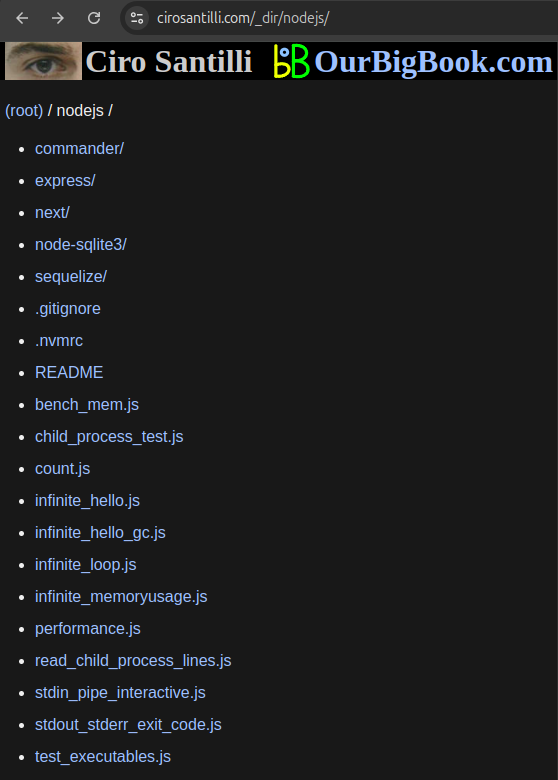 cirosantilli.com/_dir/nodejs/
Ciro Santilli OurBigBook.com
(root) / nodejs /
commander/
express/
next/
node-sqlite3/
sequelize/
.gitignore
.nvmrc
README
bench_mem.js
child_process_test.js
count.js
infinite_hello.js
infinite_hello_gc.js
infinite_loop.js
infinite_memoryusage.js
performance.js
read_child_process_lines.js
stdin_pipe_interactive.js
stdout_stderr_exit_code.js
test_executables.js